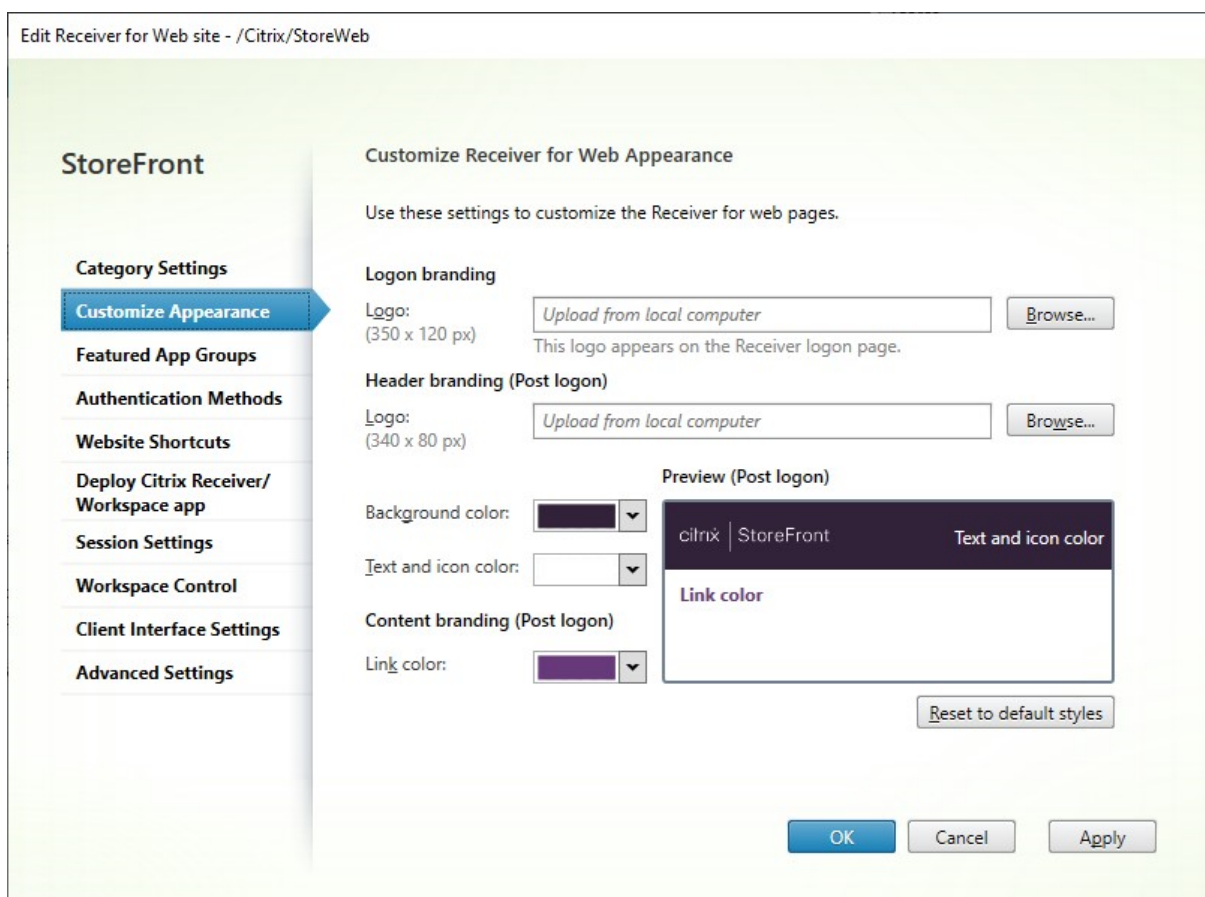 Edit Receiver for Web site - /Citrix/StoreWeb
StoreFront
Category Settings
Customize Appearance
Featured App Groups
Authentication Methods
Website Shortcuts
Deploy Citrix Receiver/
Workspace app
Session Settings
Workspace Control
Client Interface Settings
Advanced Settings
Customize Receiver for Web Appearance
Use these settings to customize the Receiver for web pages.
Logon branding
Logo:
(350 x 120 px)
Upload from local computer
Browse...
This logo appears on the Receiver logon page.
Header branding (Post logon)
Logo:
(340 x 80 px)
Upload from local computer
Browse...
Background color:
Text and icon color:
Content branding (Post logon)
Link color:
Preview (Post logon)
citrix | StoreFront
Text and icon color
Link color
Reset to default styles
OK
Cancel
Apply